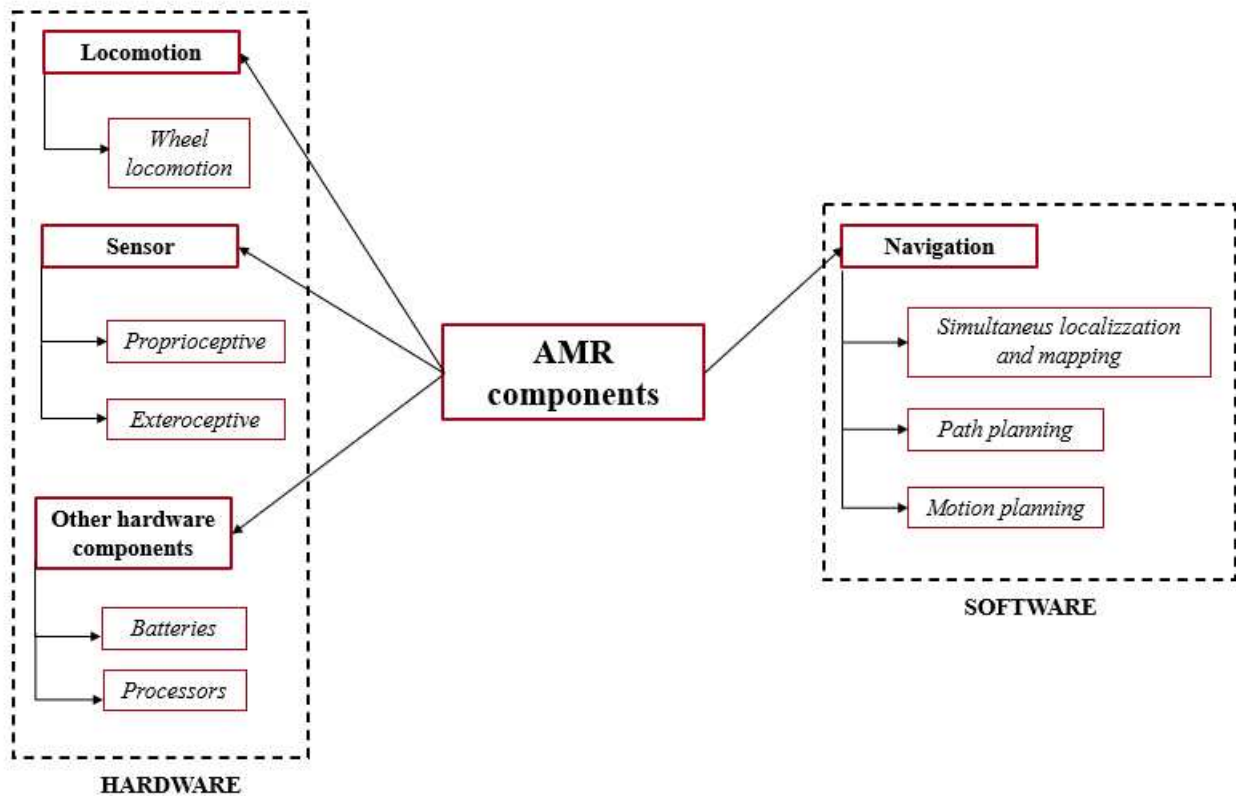 Locomotion
Wheel
locomotion
Sensor
Proprioceptive
Exteroceptive
Other hardware
components
Batteries
Processors
HARDWARE
AMR
components
Navigation
Simultaneus localizzation
and mapping
Path planning
Motion planning
SOFTWARE